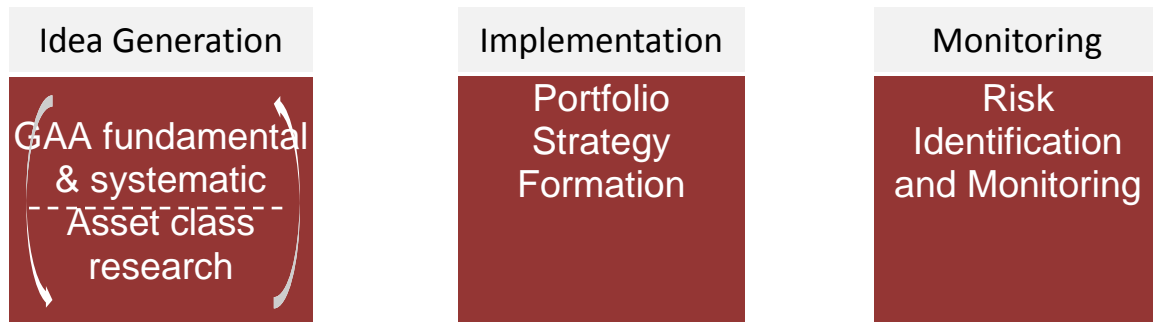 Idea Generation
GAA fundamental
& systematic
Asset class
research
Implementation
Portfolio
Strategy
Formation
Monitoring
Risk
Identification
and Monitoring